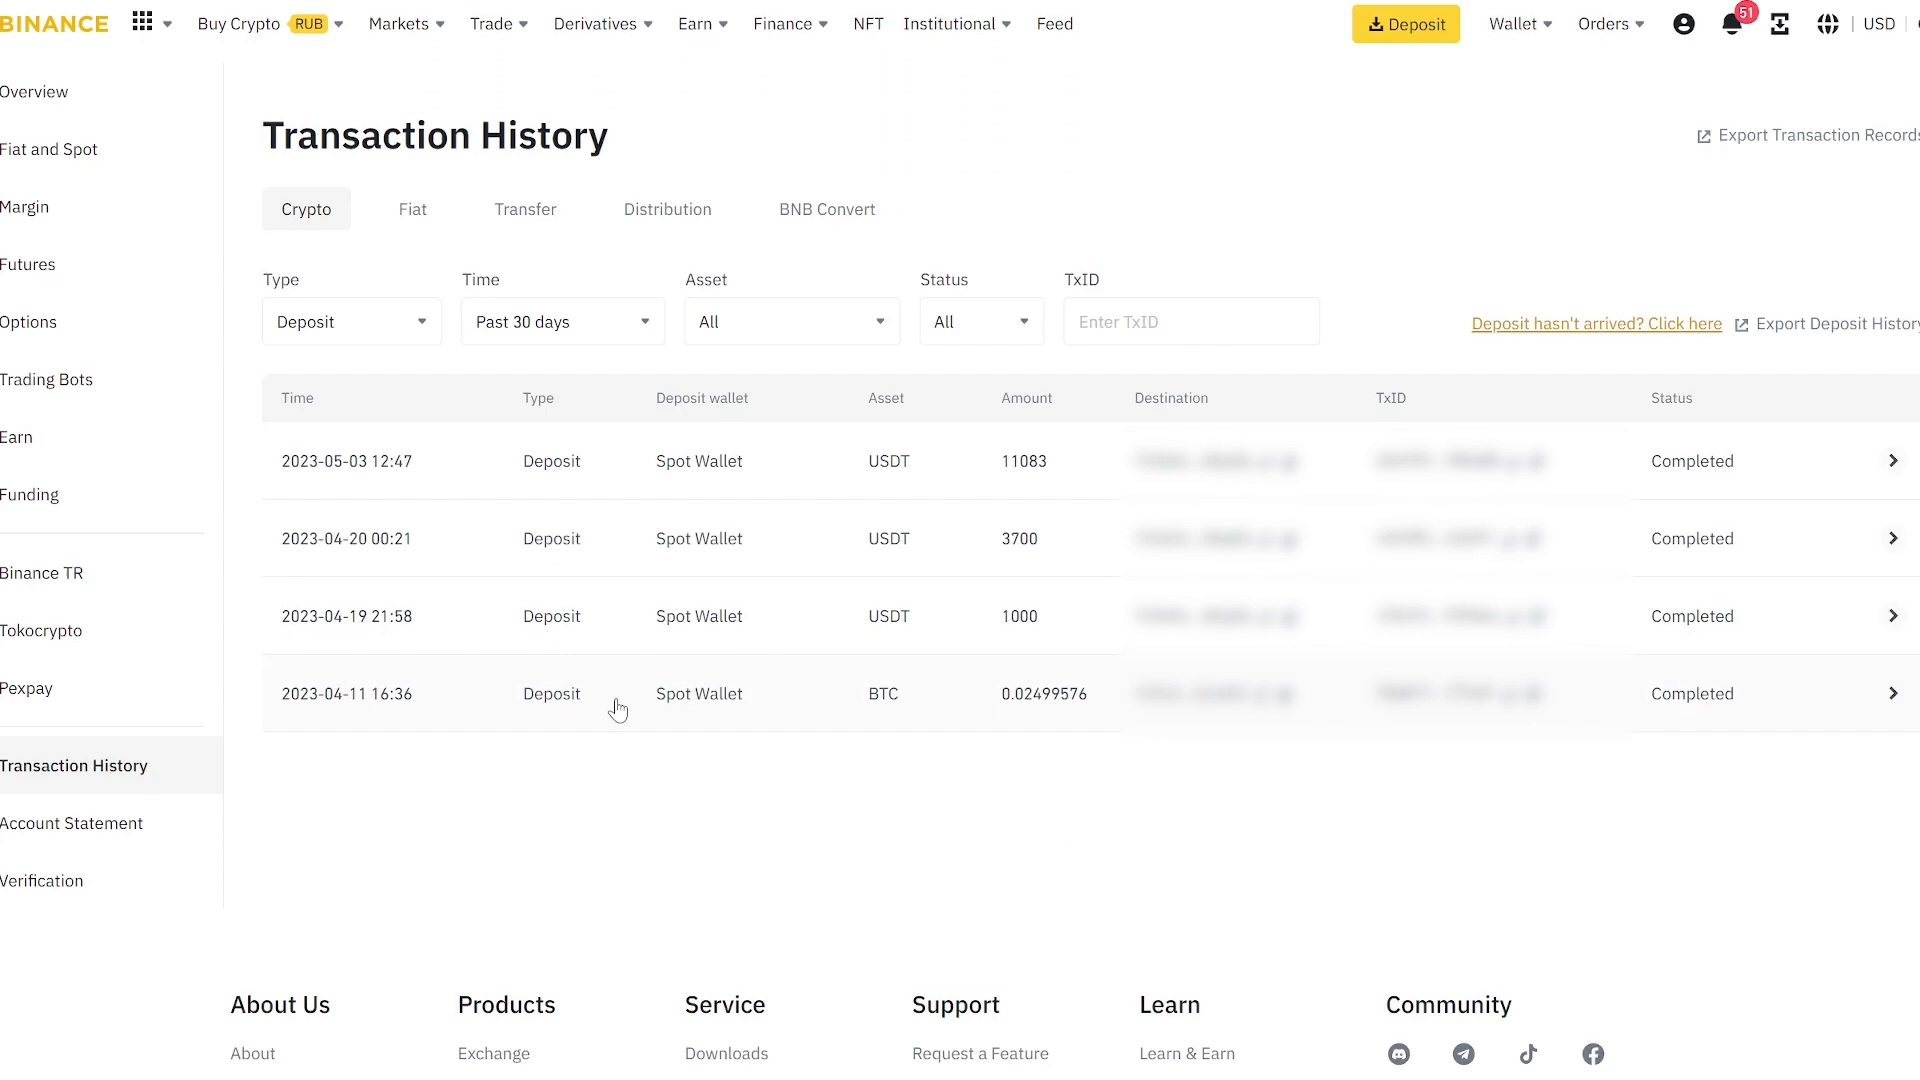 BINANCE Buy Crypto RUB Markets Trade Derivatives Earn Finance NFT Institutional Feed Deposit Wallet Orders 51 USD
Overview
Fiat and Spot
Margin
Futures
Options
Trading Bots
Earn
Funding
Binance TR
Tokocrypto
Pexpay
Transaction History
Account Statement
Verification
Transaction History
Export Transaction Records
Crypto Fiat Transfer Distribution BNB Convert
Type Time Asset Status TxID
Deposit Past 30 days All All Enter TxID
Deposit hasn't arrived? Click here Export Deposit History
Time Type Deposit wallet Asset Amount Destination TxID Status
2023-05-03 12:47 Deposit Spot Wallet USDT 11083 Completed
2023-04-20 00:21 Deposit Spot Wallet USDT 3700 Completed
2023-04-19 21:58 Deposit Spot Wallet USDT 1000 Completed
2023-04-11 16:36 Deposit Spot Wallet BTC 0.02499576 Completed
About Us Products Service Support Learn Community
About Exchange Downloads Request a Feature Learn & Earn